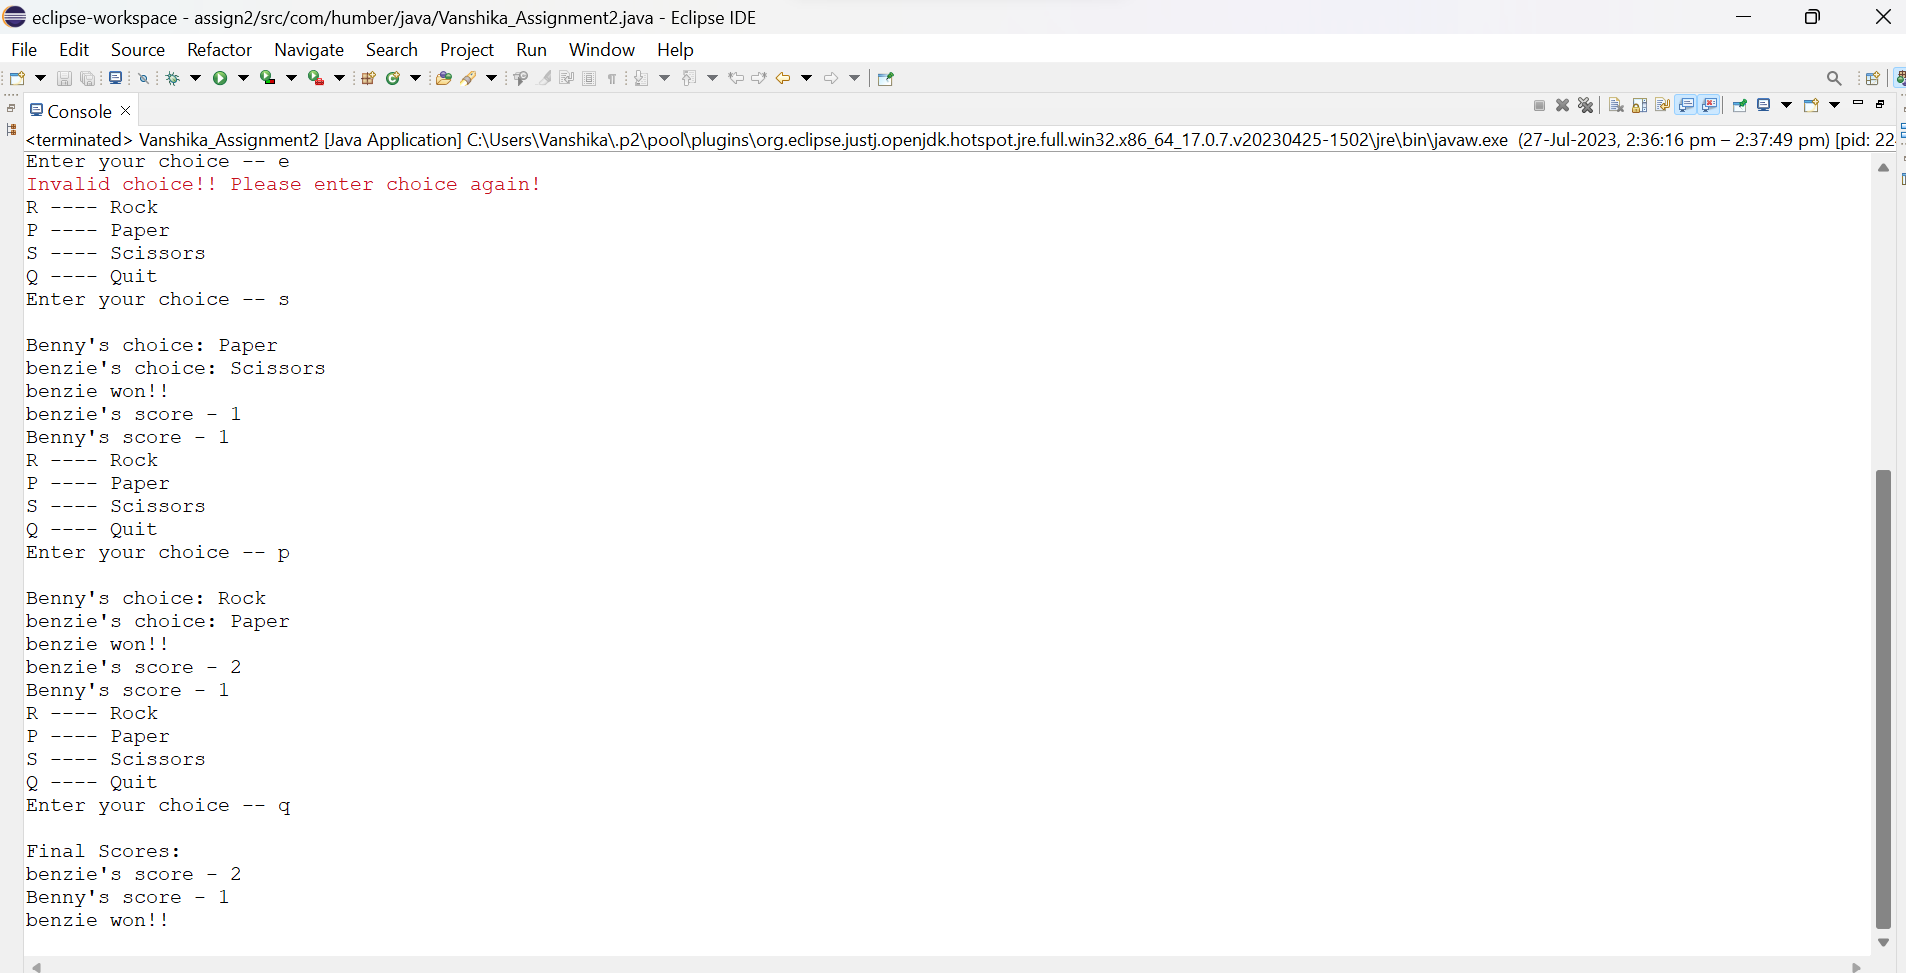 eclipse-workspace - assign2/src/com/humber/java/Vanshika_Assignment2.java - Eclipse IDE
File Edit Source Refactor Navigate Search Project Run Window Help
Console
<terminated> Vanshika_Assignment2 [Java Application] C:\Users\Vanshika\.p2\pool\plugins\org.eclipse.justj.openjdk.hotspot.jre.full.win32.x86_64_17.0.7.v20230425-1502\jre\bin\javaw.exe (27-Jul-2023, 2:36:16 pm – 2:37:49 pm) [pid: 22
Enter your choice -- e
Invalid choice!! Please enter choice again!
R ---- Rock
P ---- Paper
S ---- Scissors
Q ---- Quit
Enter your choice -- s
Benny's choice: Paper
benzie's choice: Scissors
benzie won!!
benzie's score - 1
Benny's score - 1
R ---- Rock
P ---- Paper
S ---- Scissors
Q ---- Quit
Enter your choice -- p
Benny's choice: Rock
benzie's choice: Paper
benzie won!!
benzie's score - 2
Benny's score - 1
R ---- Rock
P ---- Paper
S ---- Scissors
Q ---- Quit
Enter your choice -- q
Final Scores:
benzie's score - 2
Benny's score - 1
benzie won!!